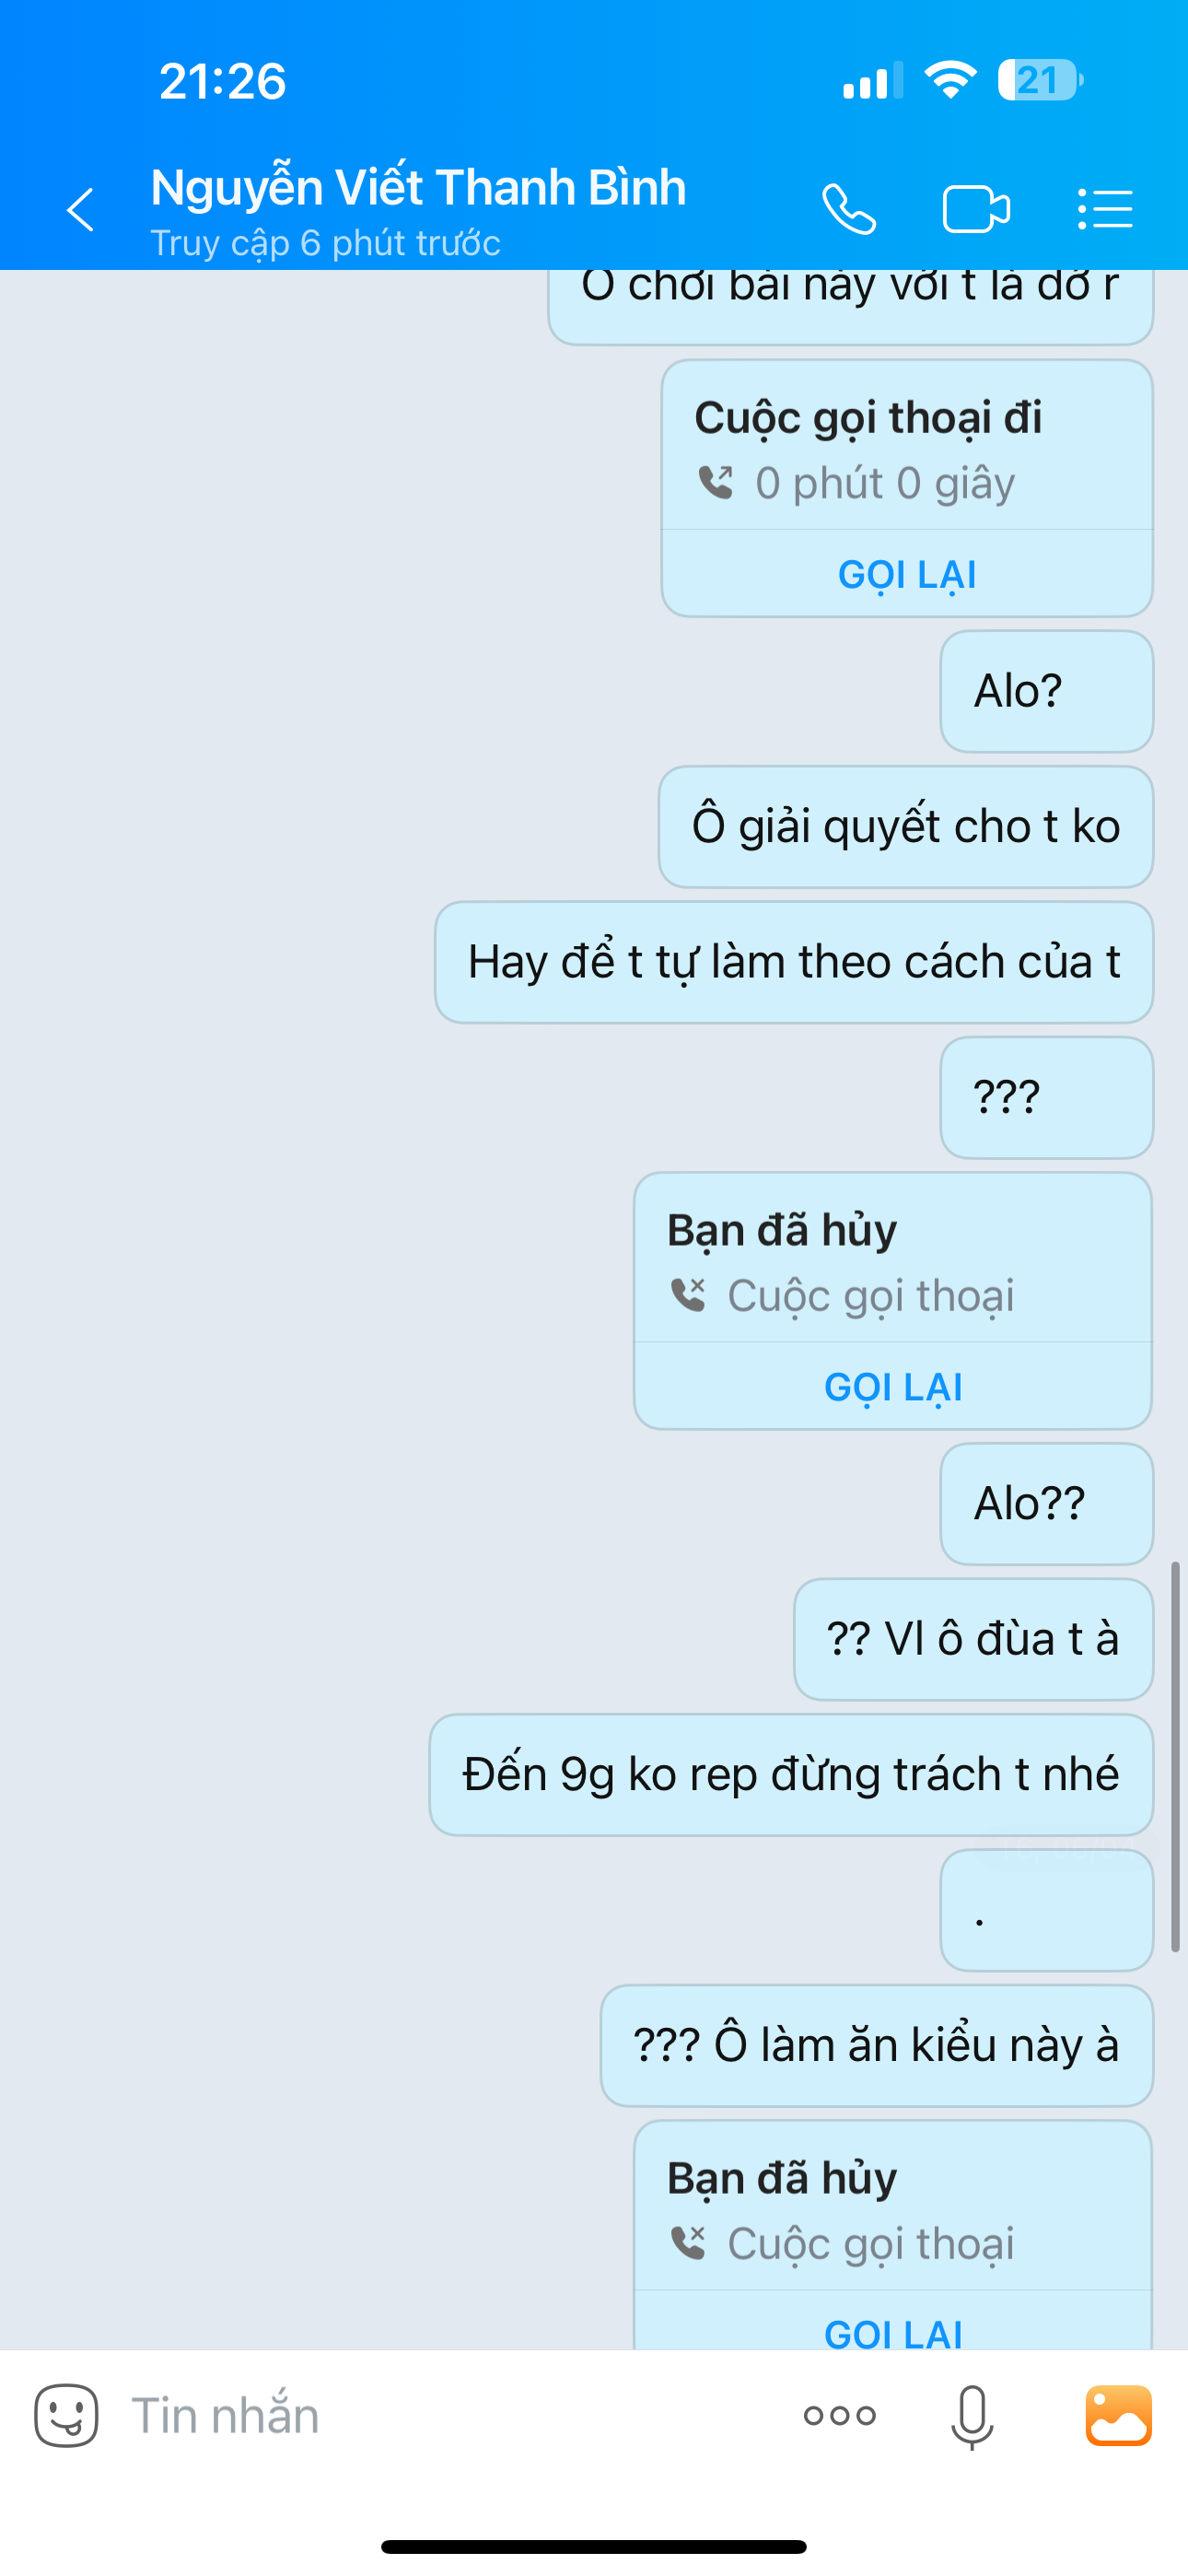 21:26
21
Nguyễn Viết Thanh Bình
Truy cập 6 phút trước
Ô chơi bài này với t là dở r
Cuộc gọi thoại đi
0 phút 0 giây
GỌI LẠI
Alo?
Ô giải quyết cho t ko
Hay để t tự làm theo cách của t
???
Bạn đã hủy
Cuộc gọi thoại
GỌI LẠI
Alo??
?? Vl ô đùa t à
Đến 9g ko rep đừng trách t nhé
.
??? Ô làm ăn kiểu này à
Bạn đã hủy
Cuộc gọi thoại
GỌI LẠI
Tin nhắn